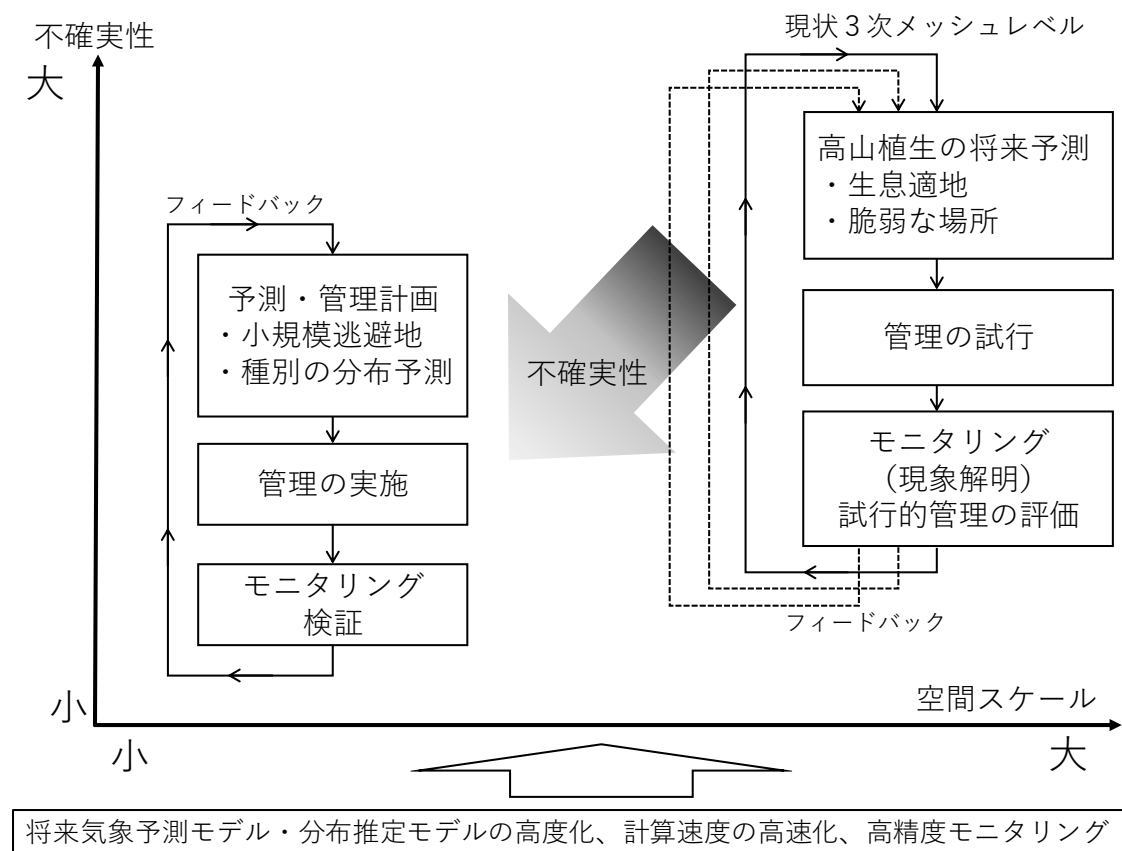 不確実性
大
現状３次メッシュレベル
高山植生の将来予測
・生息適地
・脆弱な場所
管理の試行
モニタリング
（現象解明）
試行的管理の評価
フィードバック
フィードバック
予測・管理計画
・小規模逃避地
・種別の分布予測
管理の実施
モニタリング
検証
不確実性
空間スケール
小
小
大
将来気象予測モデル・分布推定モデルの高度化、計算速度の高速化、高精度モニタリング